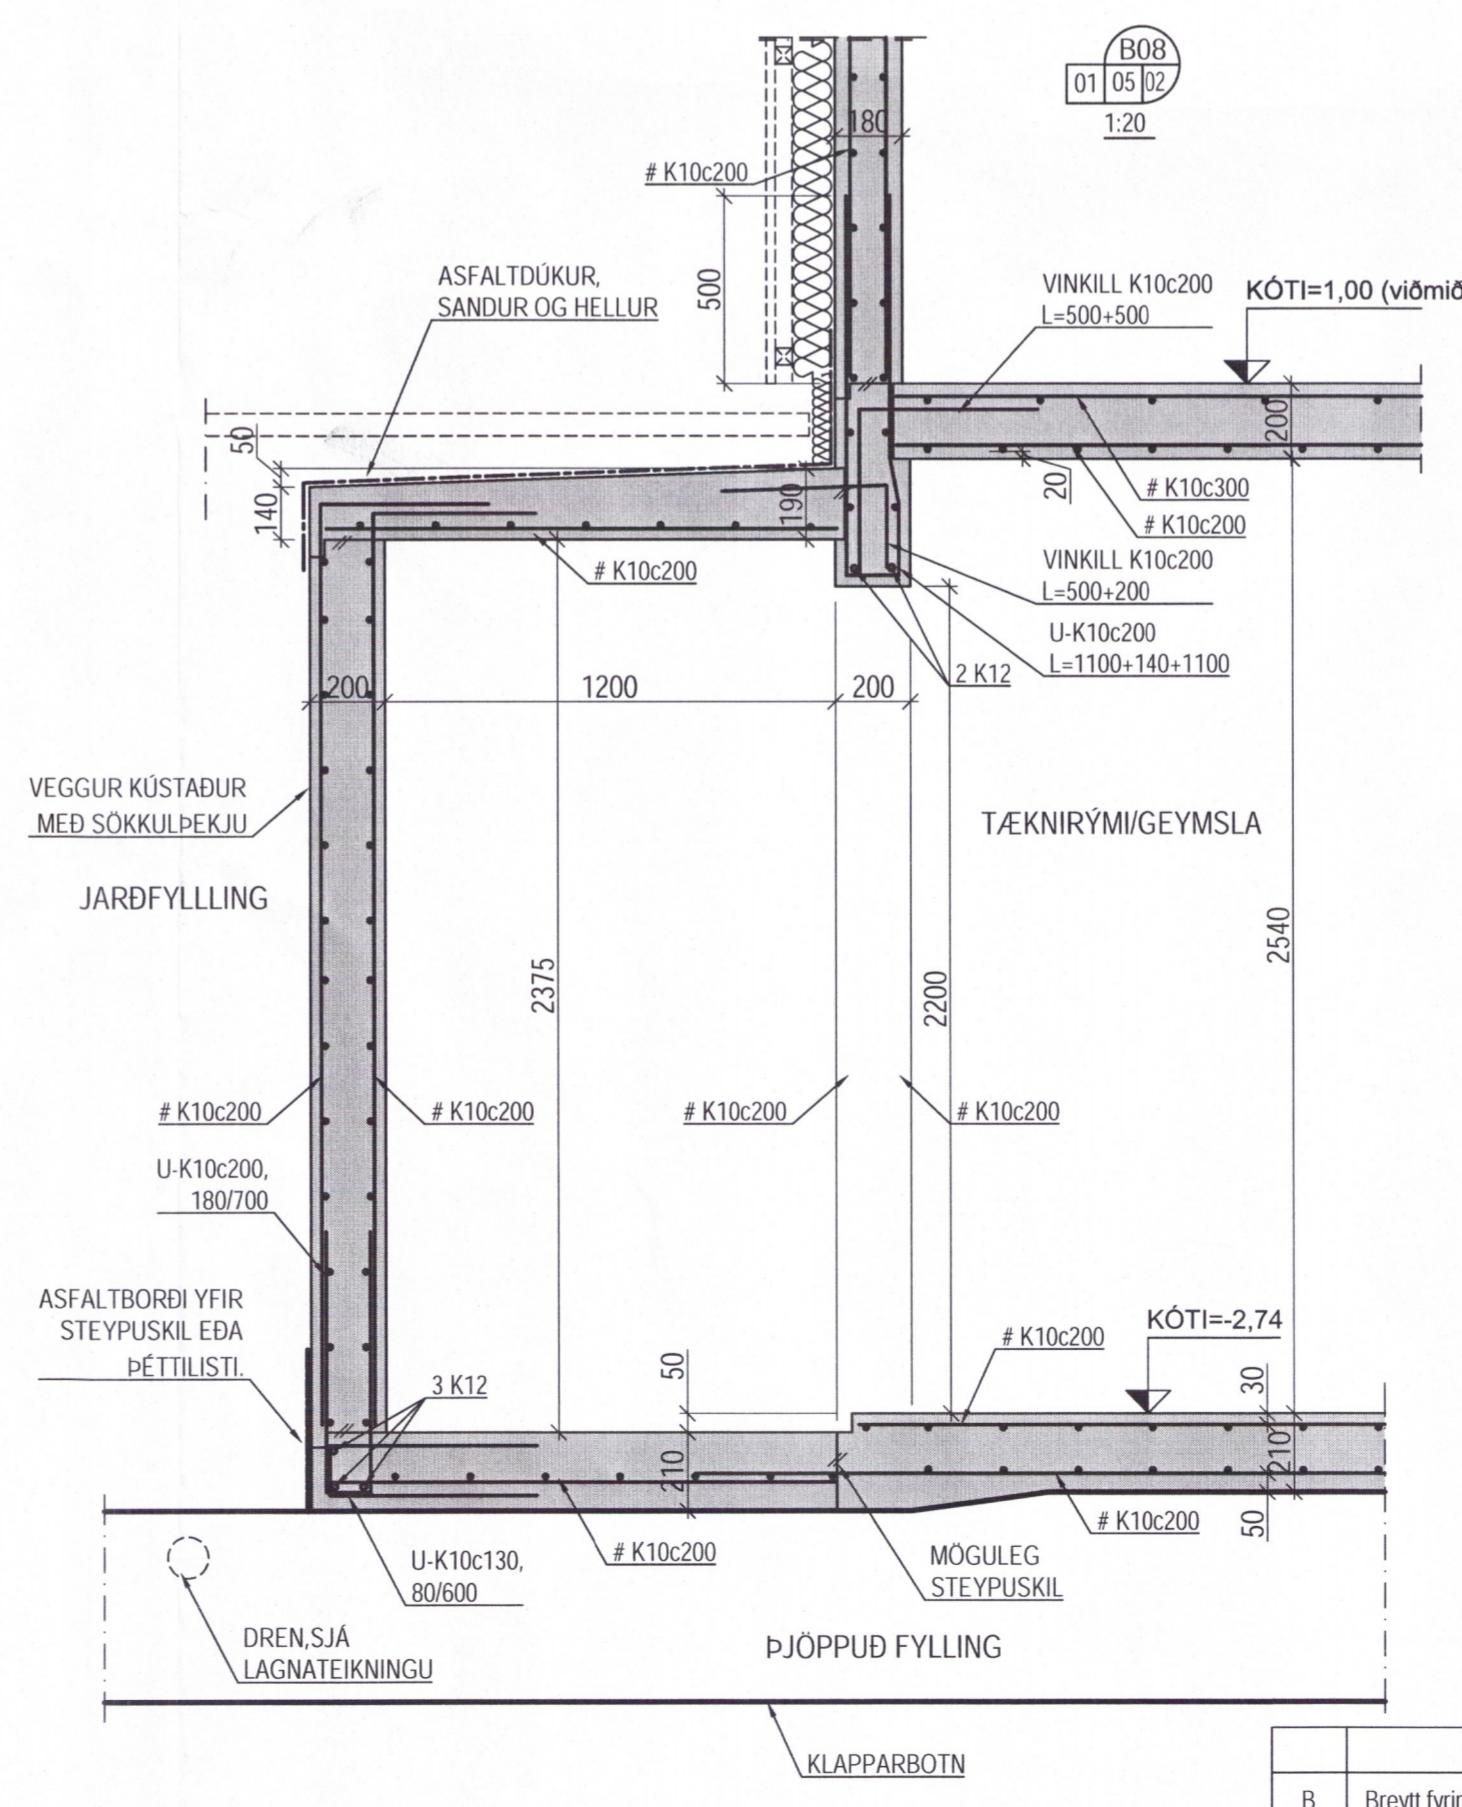 B08
01 05 02
1:20
180
# K10c200
500
ASFALTDÚKUR,
SANDUR OG HELLUR
VINKILL K10c200
L=500+500
KÓTI=1,00 (viðmið
50
140
190
200
20
# K10c300
# K10c200
# K10c200
VINKILL K10c200
L=500+200
U-K10c200
L=1100+140+1100
2 K12
200
1200
200
VEGGUR KÚSTAÐUR
MEÐ SÖKKULÞEKJU
TÆKNIRÝMI/GEYMSLA
JARÐFYLLLING
2375
2200
2540
# K10c200
# K10c200
# K10c200
# K10c200
U-K10c200,
180/700
ASFALTBORÐI YFIR
STEYPUSKIL EÐA
ÞÉTTILISTI.
3 K12
50
# K10c200
KÓTI=-2,74
30
210
210
50
U-K10c130,
80/600
# K10c200
# K10c200
MÖGULEG
STEYPUSKIL
DREN,SJÁ
LAGNATEIKNINGU
ÞJÖPPUÐ FYLLING
KLAPPARBOTN
B Breytt fyrir